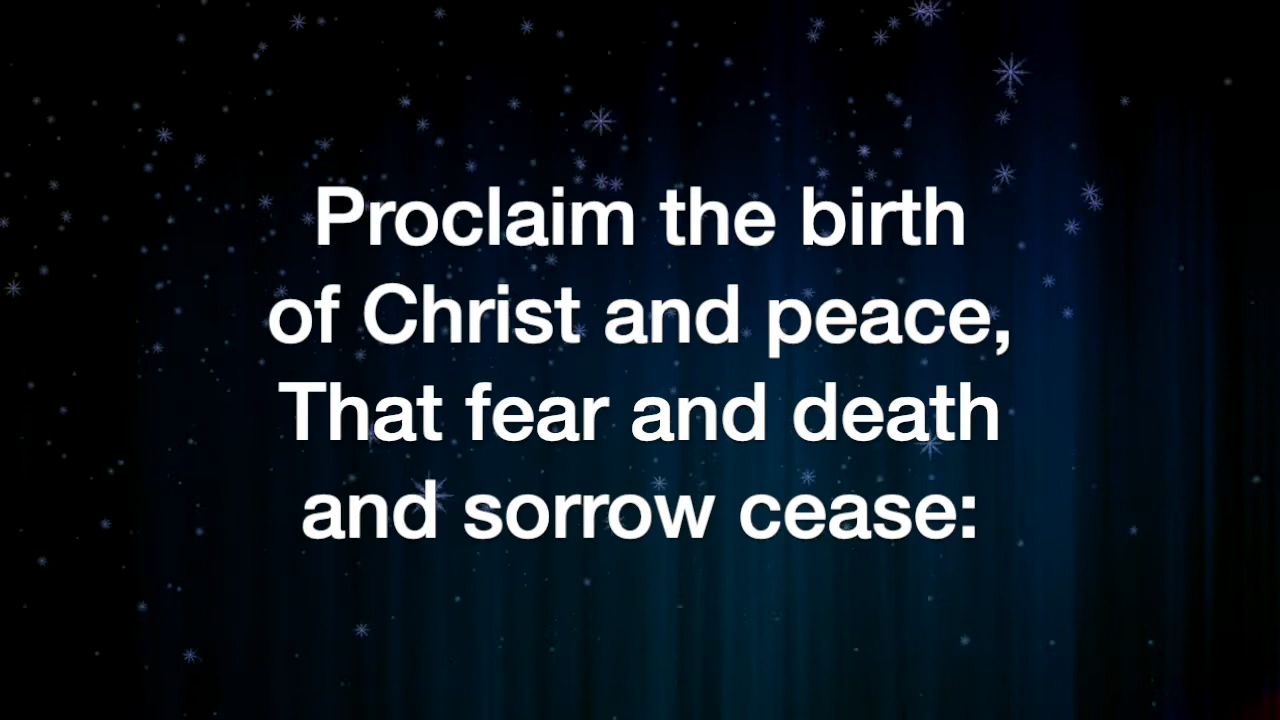 Proclaim the birth
of Christ and peace,
That fear and death
and sorrow cease: